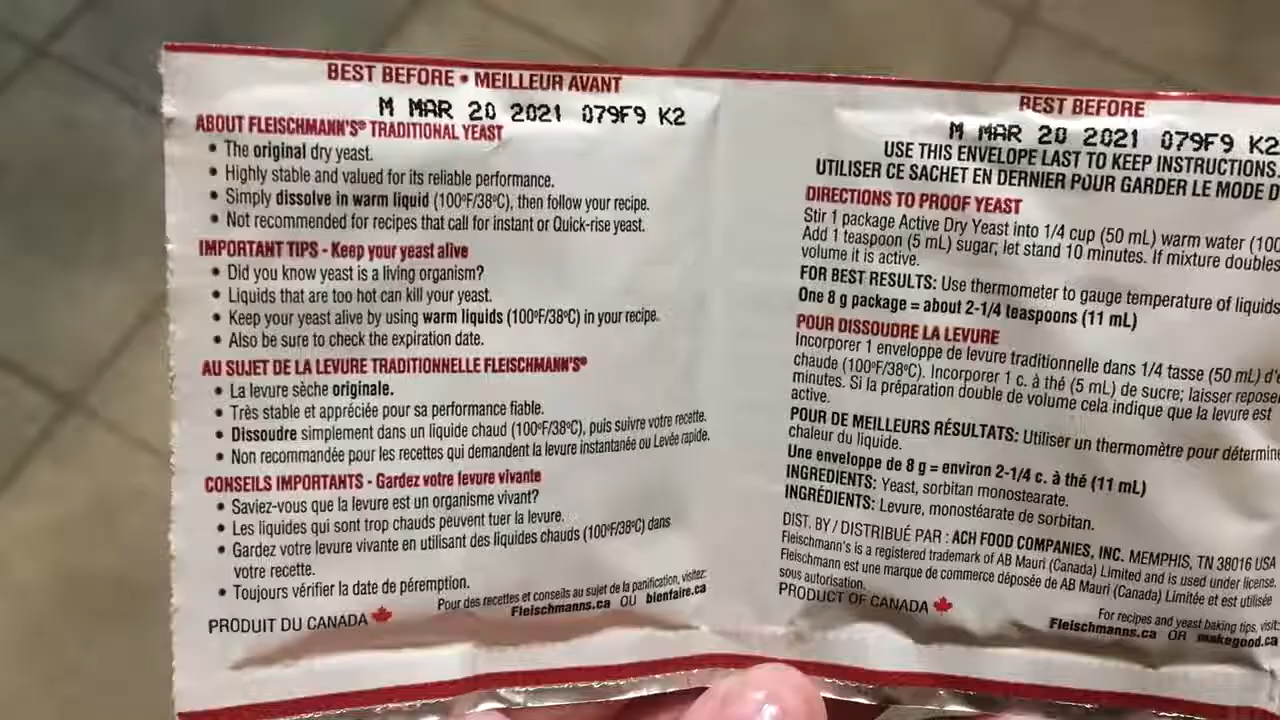 BEST BEFORE • MEILLEUR AVANT
M MAR 20 2021 079F9 K2
ABOUT FLEISCHMANN'S® TRADITIONAL YEAST
• The original dry yeast.
• Highly stable and valued for its reliable performance.
• Simply dissolve in warm liquid (100ºF/38ºC), then follow your recipe.
• Not recommended for recipes that call for instant or Quick-rise yeast.
IMPORTANT TIPS - Keep your yeast alive
• Did you know yeast is a living organism?
• Liquids that are too hot can kill your yeast.
• Keep your yeast alive by using warm liquids (100ºF/38ºC) in your recipe.
• Also be sure to check the expiration date.
AU SUJET DE LA LEVURE TRADITIONNELLE FLEISCHMANN'S®
• La levure sèche originale.
• Très stable et appréciée pour sa performance fiable.
• Dissoudre simplement dans un liquide chaud (100ºF/38ºC), puis suivre votre recette.
• Non recommandée pour les recettes qui demandent la levure instantanée ou Levée rapide.
CONSEILS IMPORTANTS - Gardez votre levure vivante
• Saviez-vous que la levure est un organisme vivant?
• Les liquides qui sont trop chauds peuvent tuer la levure.
• Gardez votre levure vivante en utilisant des liquides chauds (100ºF/38ºC) dans
votre recette.
• Toujours vérifier la date de péremption.
Pour des recettes et conseils au sujet de la panification, visitez:
PRODUIT DU CANADA Fleischmanns.ca OU bienfaire.ca
BEST BEFORE
M MAR 20 2021 079F9 K2
USE THIS ENVELOPE LAST TO KEEP INSTRUCTIONS.
UTILISER CE SACHET EN DERNIER POUR GARDER LE MODE D
DIRECTIONS TO PROOF YEAST
Stir 1 package Active Dry Yeast into 1/4 cup (50 mL) warm water (100
Add 1 teaspoon (5 mL) sugar; let stand 10 minutes. If mixture doubles
volume it is active.
FOR BEST RESULTS: Use thermometer to gauge temperature of liquids
One 8 g package = about 2-1/4 teaspoons (11 mL)
POUR DISSOUDRE LA LEVURE
Incorporer 1 enveloppe de levure traditionnelle dans 1/4 tasse (50 mL) d'e
chaude (100ºF/38ºC). Incorporer 1 c. à thé (5 mL) de sucre; laisser repose
minutes. Si la préparation double de volume cela indique que la levure est
active.
POUR DE MEILLEURS RÉSULTATS: Utiliser un thermomètre pour détermine
chaleur du liquide.
Une enveloppe de 8 g = environ 2-1/4 c. à thé (11 mL)
INGREDIENTS: Yeast, sorbitan monostearate.
INGRÉDIENTS: Levure, monostéarate de sorbitan.
DIST. BY / DISTRIBUÉ PAR : ACH FOOD COMPANIES, INC. MEMPHIS, TN 38016 USA
Fleischmann's is a registered trademark of AB Mauri (Canada) Limited and is used under license.
Fleischmann est une marque de commerce déposée de AB Mauri (Canada) Limitée et est utilisée
sous autorisation.
PRODUCT OF CANADA
For recipes and yeast baking tips, visit:
Fleischmanns.ca OR makegood.ca